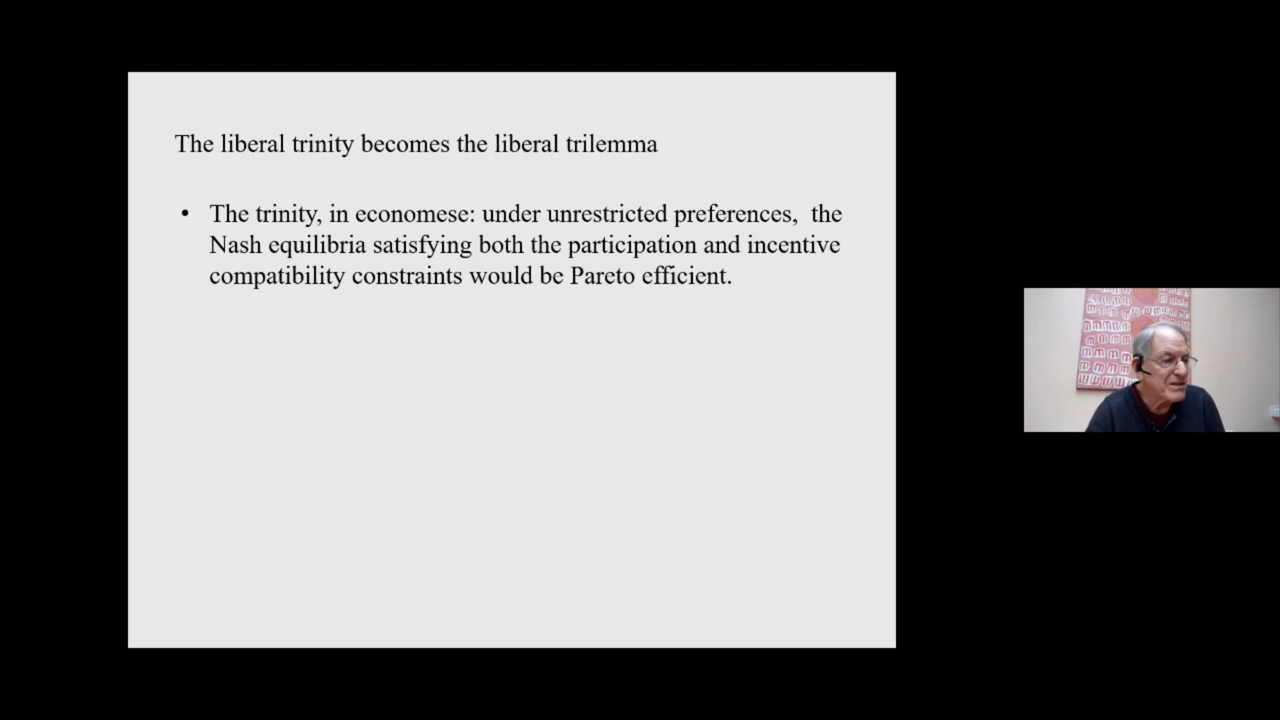 The liberal trinity becomes the liberal trilemma
• The trinity, in economese: under unrestricted preferences, the
Nash equilibria satisfying both the participation and incentive
compatibility constraints would be Pareto efficient.